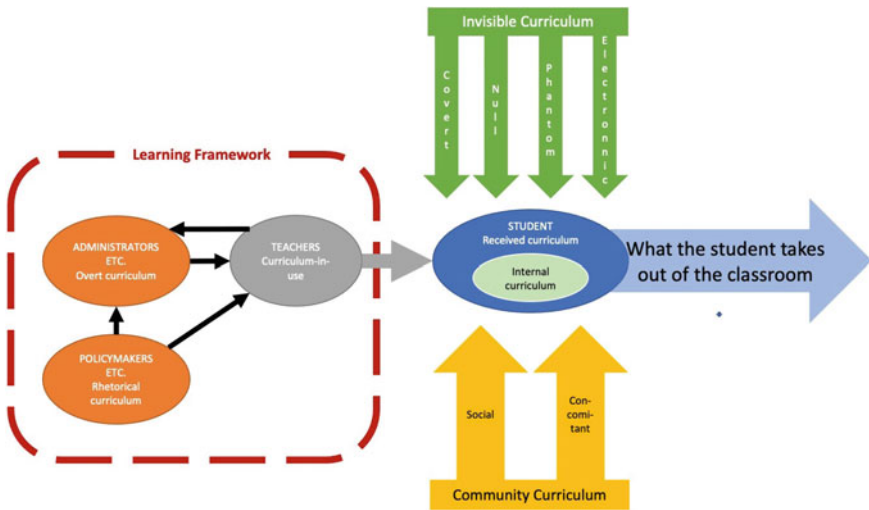 Invisible Curriculum
Covert
Null
Phantom
Electronnic
Learning Framework
ADMINISTRATORS
ETC.
Overt curriculum
TEACHERS
Curriculum-in-
use
POLICYMAKERS
ETC.
Rhetorical
curriculum
STUDENT
Received curriculum
Internal
curriculum
What the student takes
out of the classroom
Social
Con-
comi-
tant
Community Curriculum